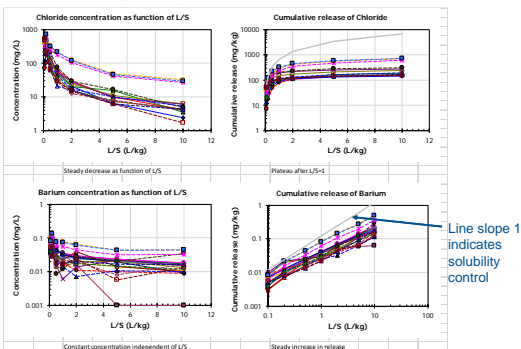 Chloride concentration as function of L/S
Concentration (mg/L)
1000
100
10
1
0 2 4 6 8 10 12
L/S (L/kg)
Steady decrease as function of L/S
Cumulative release of Chloride
Cumulative release (mg/kg)
10000
1000
100
10
1
0 2 4 6 8 10 12
L/S (L/kg)
Plateau after L/S=1
Barium concentration as function of L/S
Concentration (mg/L)
1
0.1
0.01
0.001
0 2 4 6 8 10 12
L/S (L/kg)
Constant concentration independent of L/S
Cumulative release of Barium
Cumulative release (mg/kg)
1
0.1
0.01
0.001
0.1 1 10 100
L/S (L/kg)
Steady increase in release
Line slope 1
indicates
solubility
control